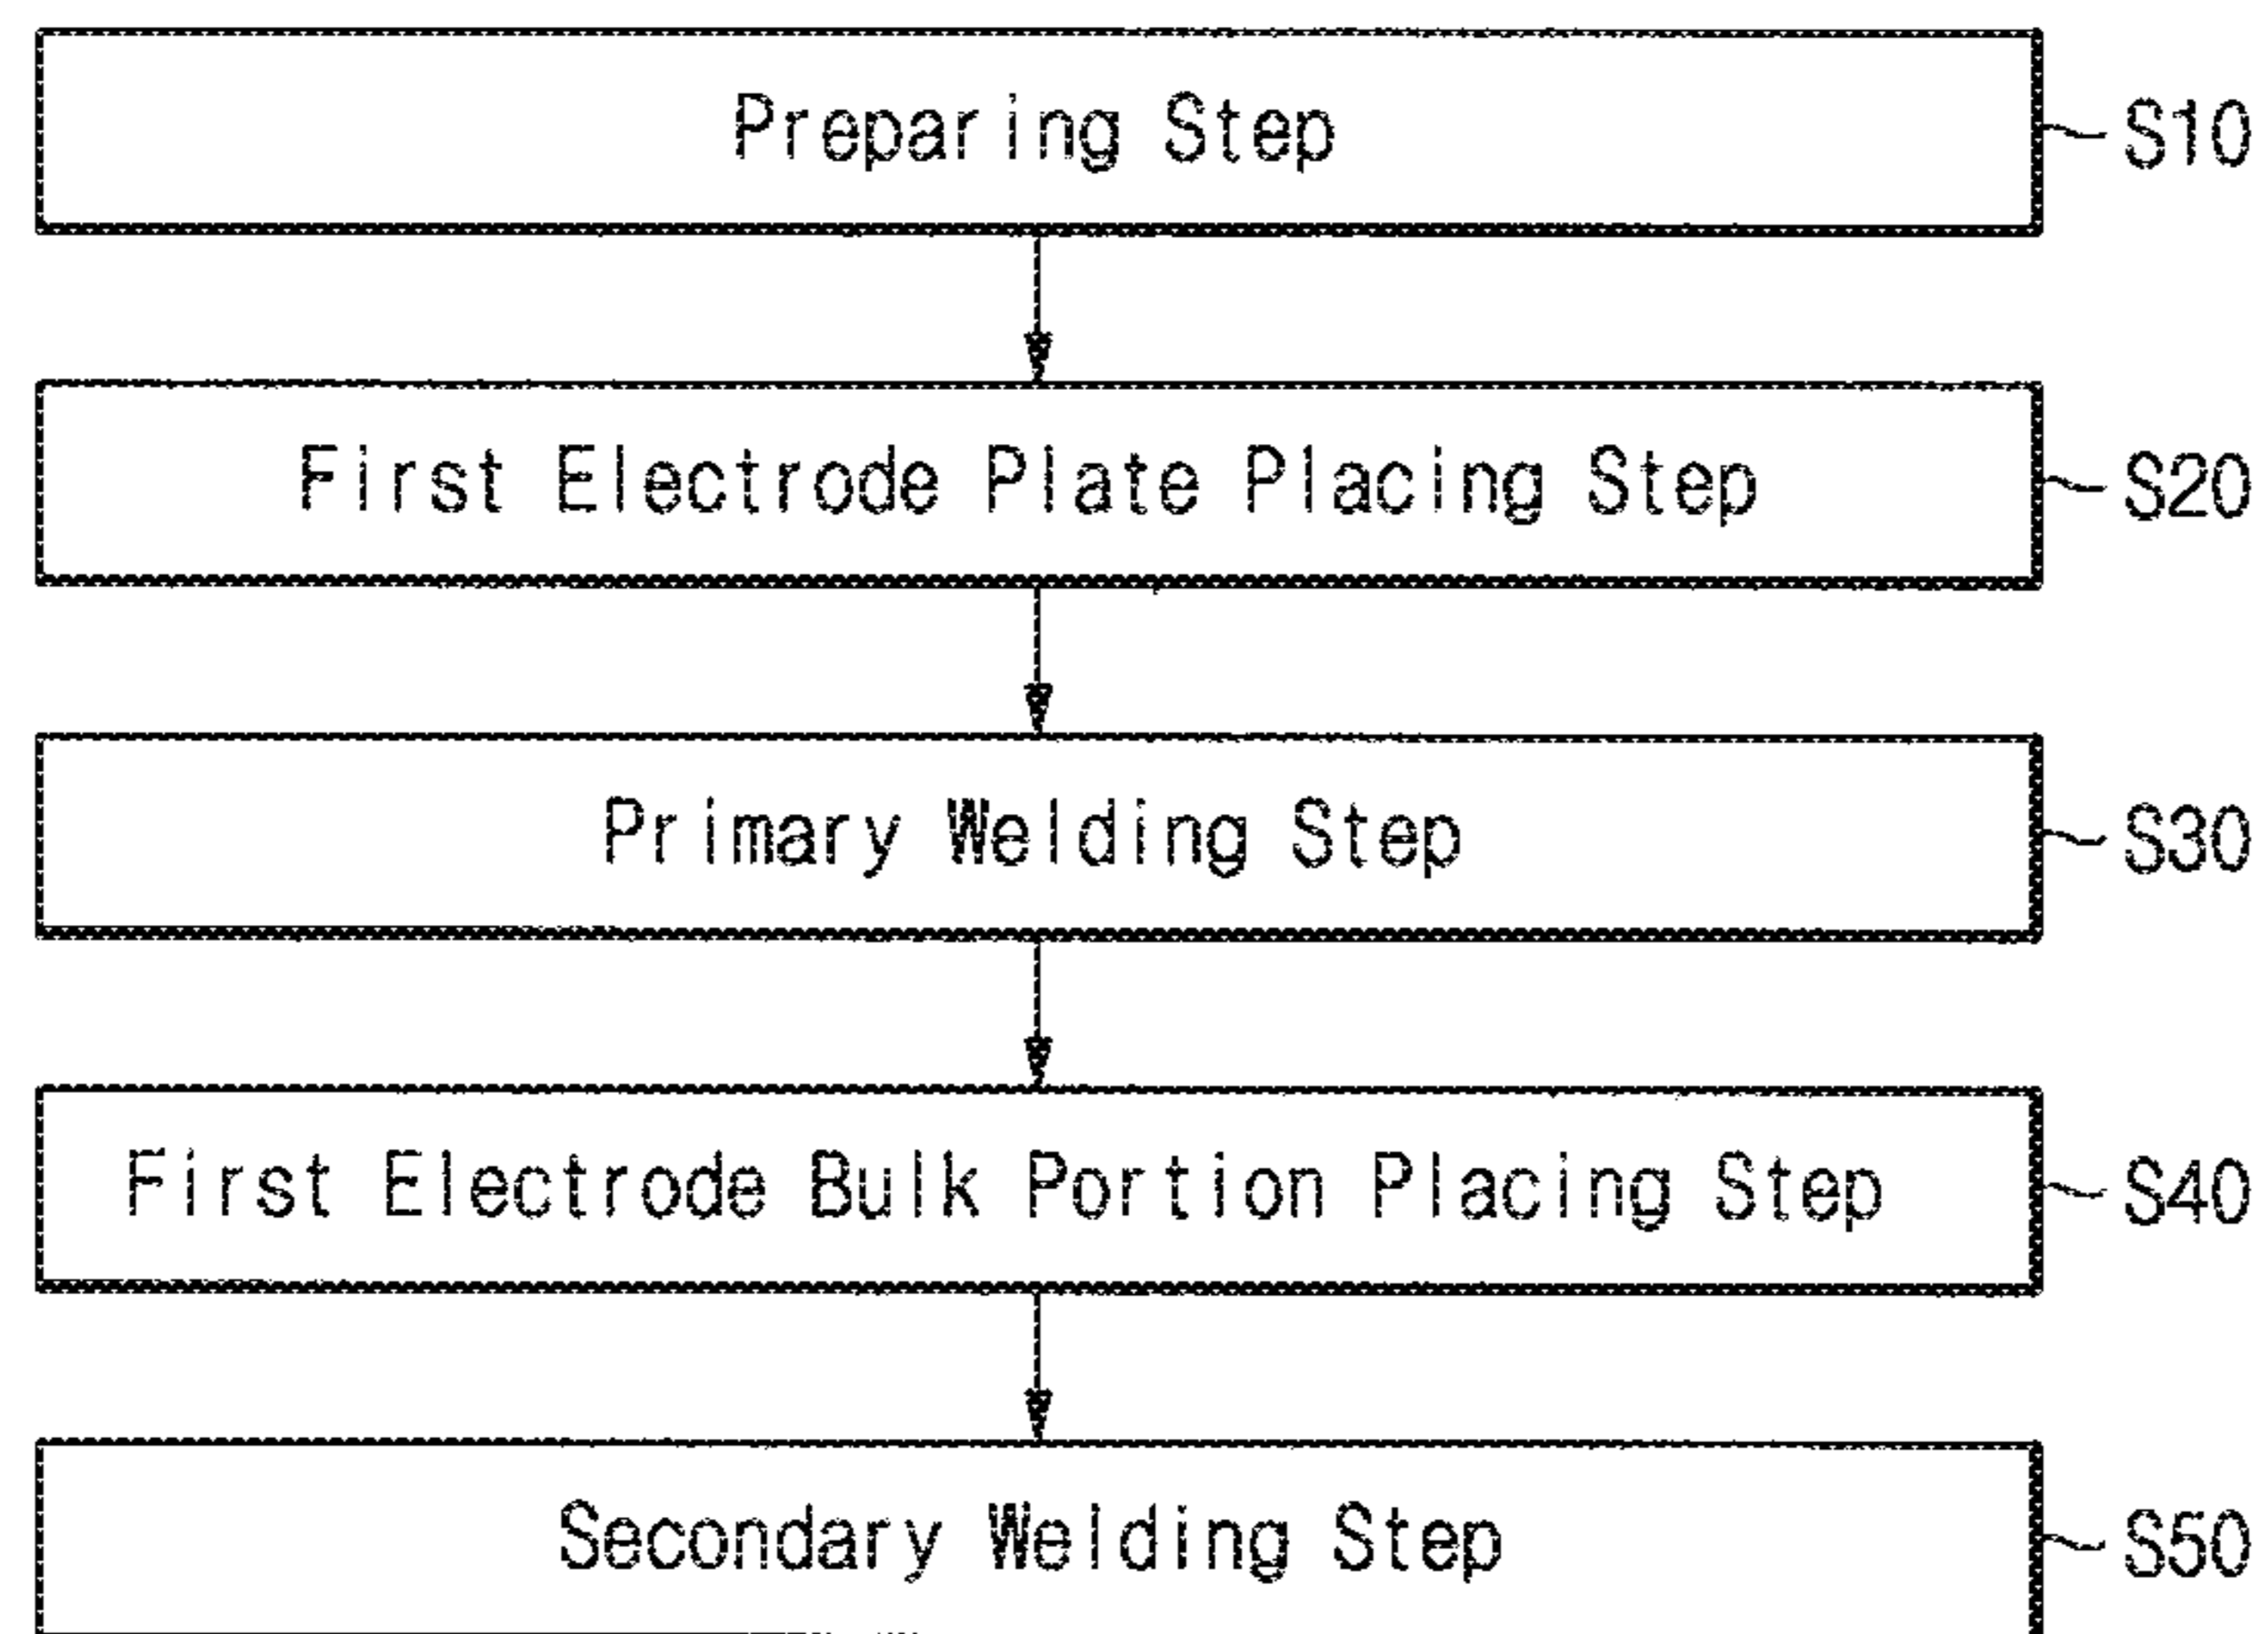 Preparing Step S10
First Electrode Plate Placing Step S20
Primary Welding Step S30
First Electrode Bulk Portion Placing Step S40
Secondary Welding Step S50